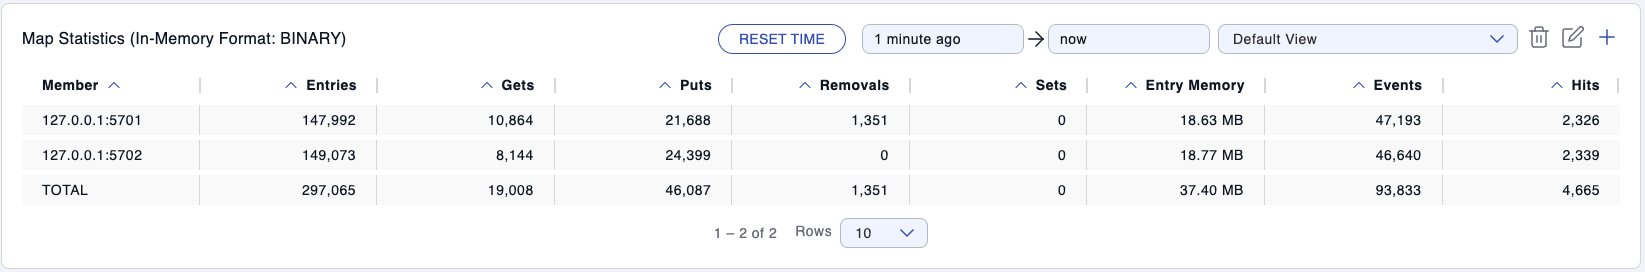 Map Statistics (In-Memory Format: BINARY) RESET TIME 1 minute ago → now Default View
Member Entries Gets Puts Removals Sets Entry Memory Events Hits
127.0.0.1:5701 147,992 10,864 21,688 1,351 0 18.63 MB 47,193 2,326
127.0.0.1:5702 149,073 8,144 24,399 0 0 18.77 MB 46,640 2,339
TOTAL 297,065 19,008 46,087 1,351 0 37.40 MB 93,833 4,665
1 – 2 of 2 Rows 10